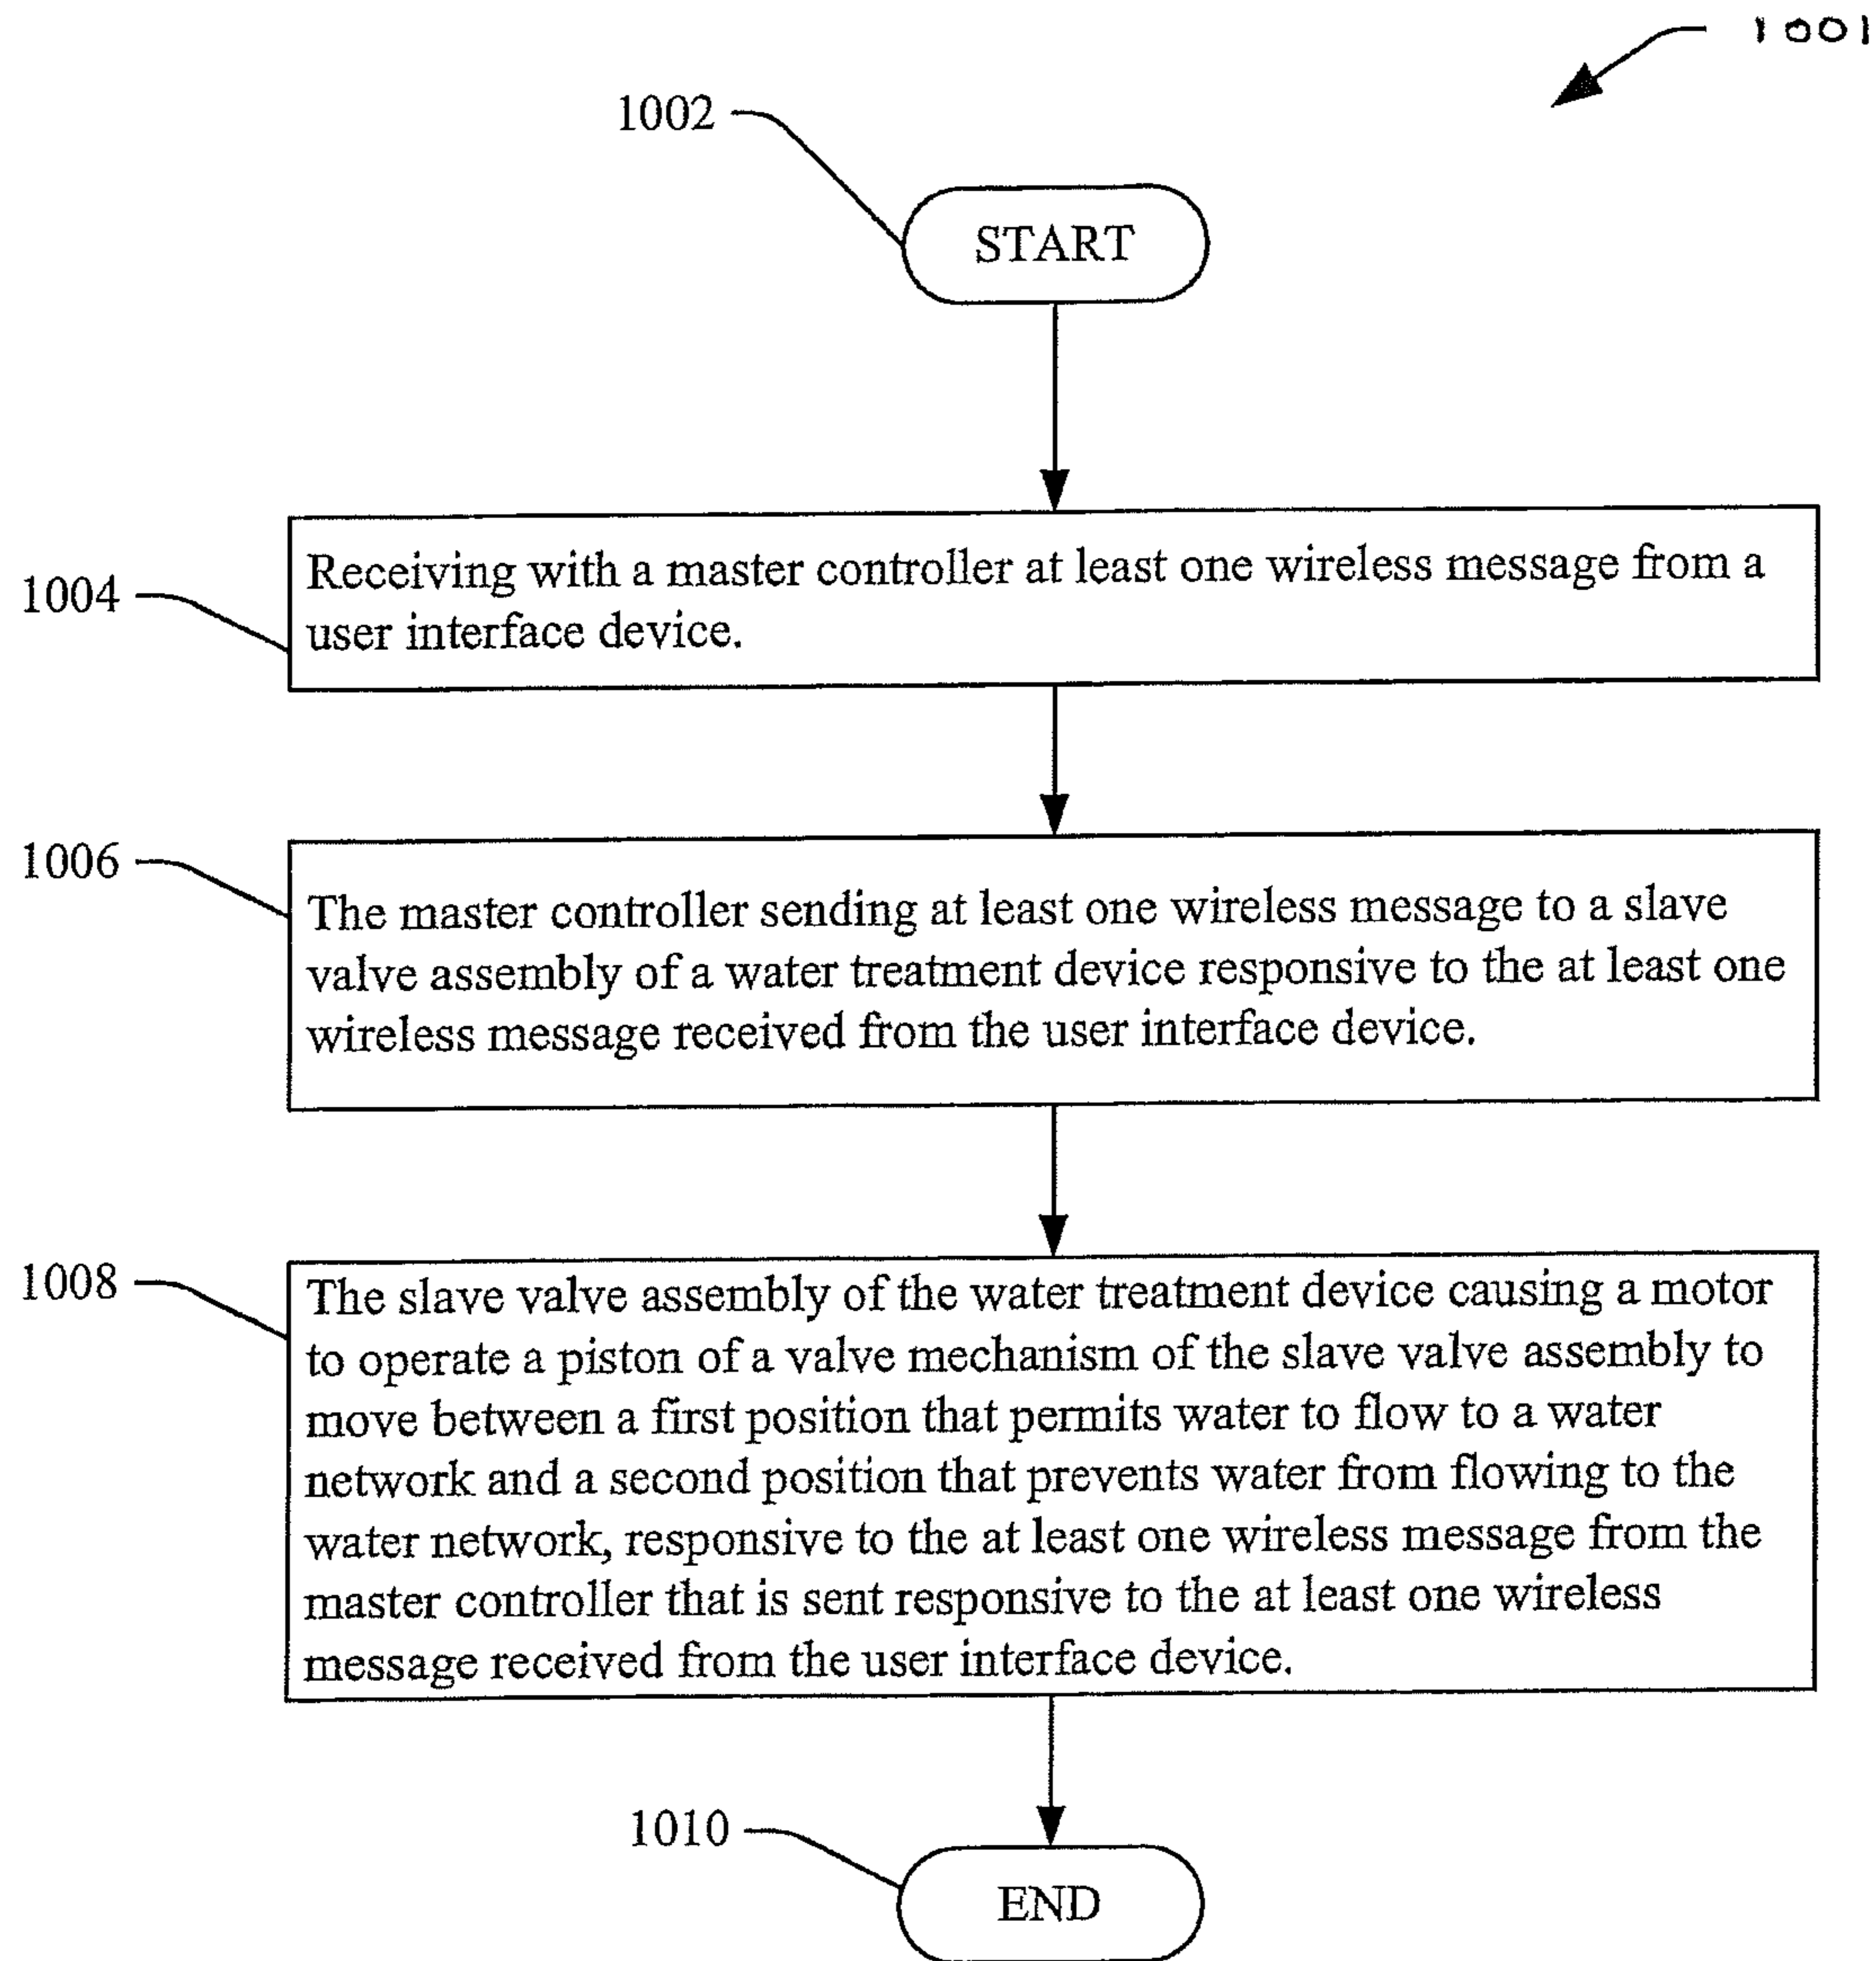 1001
1002
START
1004
Receiving with a master controller at least one wireless message from a
user interface device.
1006
The master controller sending at least one wireless message to a slave
valve assembly of a water treatment device responsive to the at least one
wireless message received from the user interface device.
1008
The slave valve assembly of the water treatment device causing a motor
to operate a piston of a valve mechanism of the slave valve assembly to
move between a first position that permits water to flow to a water
network and a second position that prevents water from flowing to the
water network, responsive to the at least one wireless message from the
master controller that is sent responsive to the at least one wireless
message received from the user interface device.
1010
END